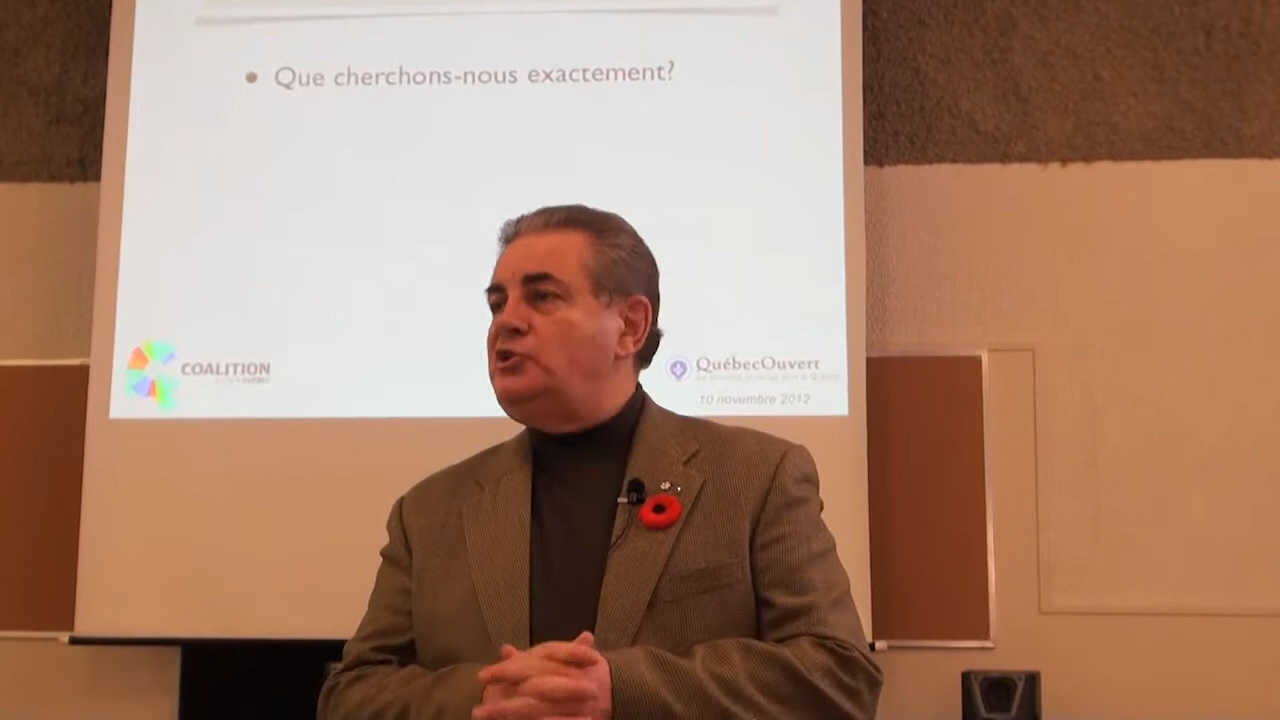 • Que cherchons-nous exactement?
COALITION
QuébecOuvert
10 novembre 2012